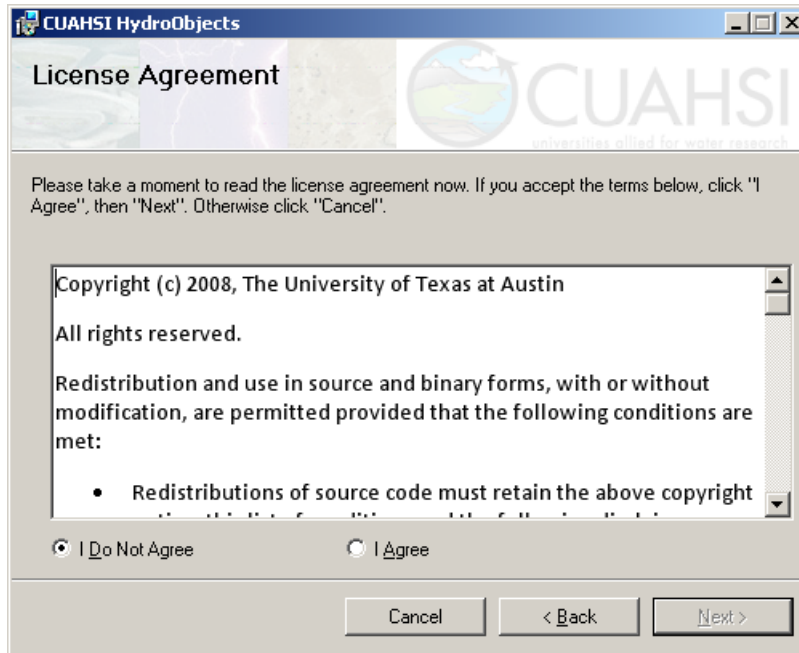 CUAHSI HydroObjects
License Agreement
CUAHSI
universities allied for water research
Please take a moment to read the license agreement now. If you accept the terms below, click "I
Agree", then "Next". Otherwise click "Cancel".
Copyright (c) 2008, The University of Texas at Austin
All rights reserved.
Redistribution and use in source and binary forms, with or without
modification, are permitted provided that the following conditions are
met:
• Redistributions of source code must retain the above copyright
I Do Not Agree
I Agree
Cancel
< Back
Next >